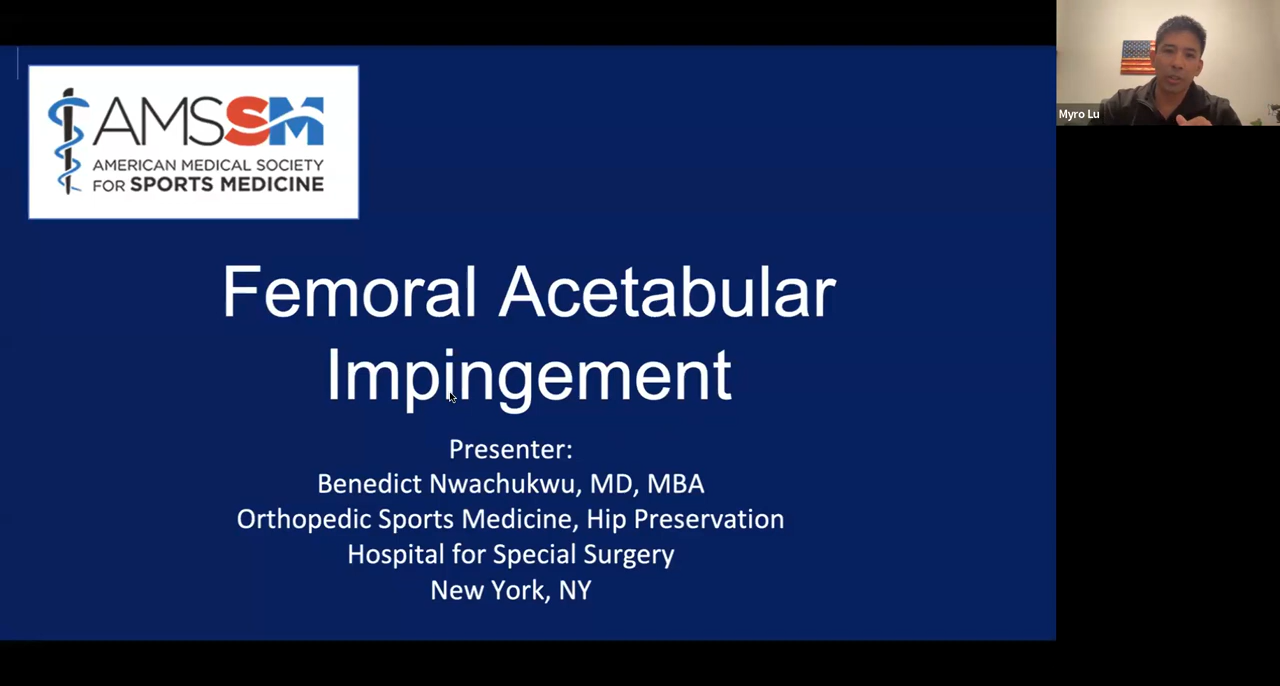 AMSSM
AMERICAN MEDICAL SOCIETY
FOR SPORTS MEDICINE
Femoral Acetabular
Impingement
Presenter:
Benedict Nwachukwu, MD, MBA
Orthopedic Sports Medicine, Hip Preservation
Hospital for Special Surgery
New York, NY
Myro Lu